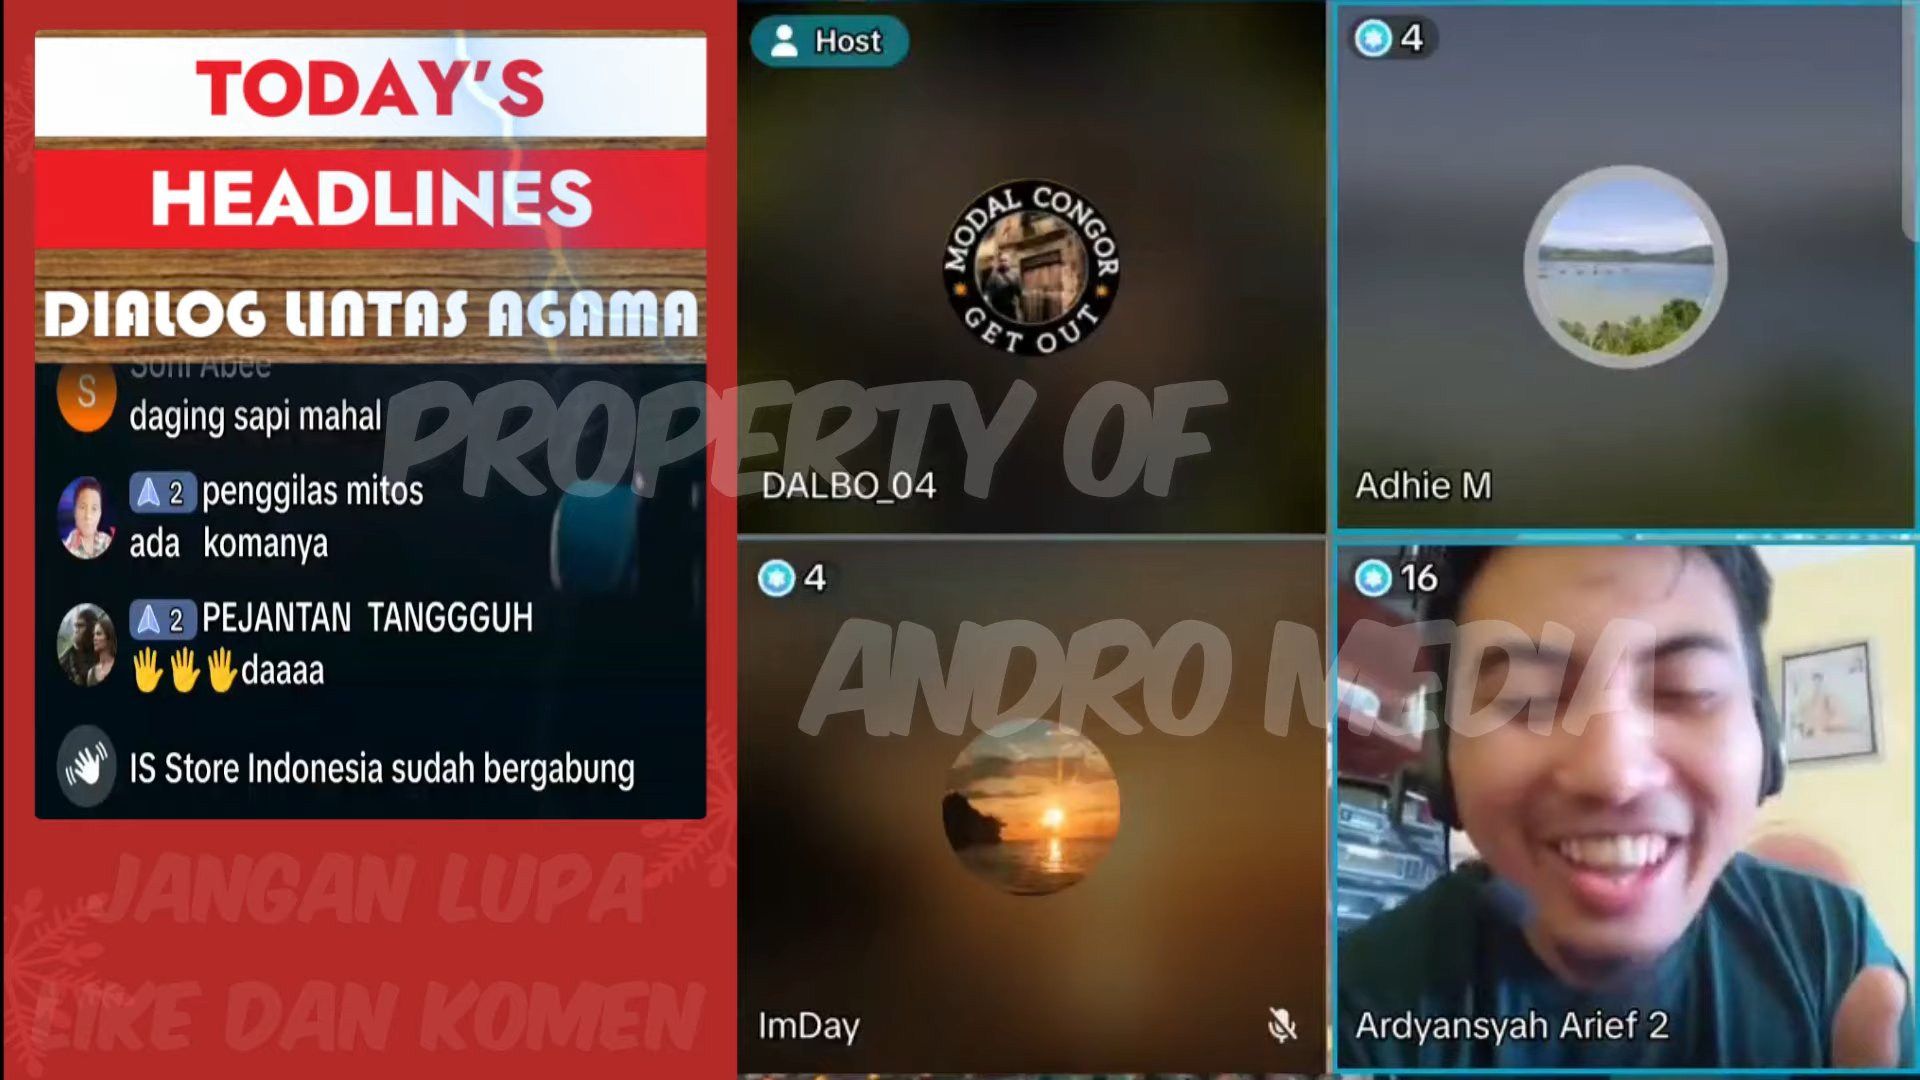 TODAY'S
HEADLINES
DIALOG LINTAS AGAMA
Soni Abee
S
daging sapi mahal
2 penggilas mitos
ada komanya
2 PEJANTAN TANGGGUH
🖐🖐🖐daaaa
IS Store Indonesia sudah bergabung
JANGAN LUPA
LIKE DAN KOMEN
Host
MODAL CONGOR
GET OUT
DALBO_04
4
Adhie M
4
ImDay
16
Ardyansyah Arief 2
PROPERTY OF
ANDRO MEDIA